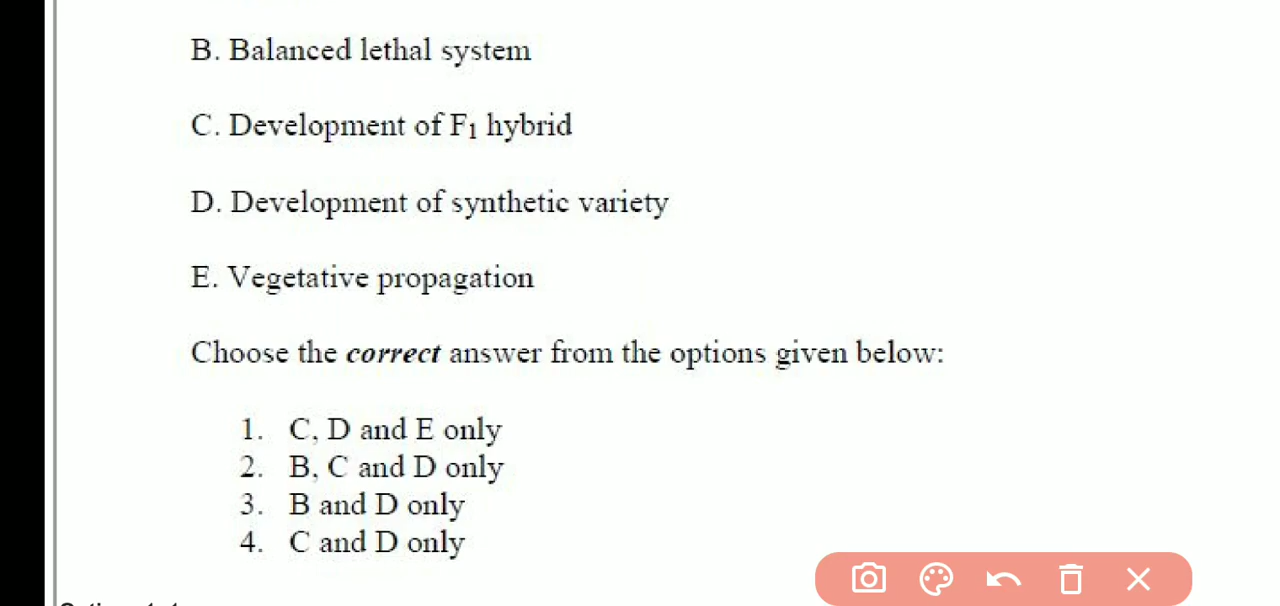 B. Balanced lethal system
C. Development of F₁ hybrid
D. Development of synthetic variety
E. Vegetative propagation
Choose the correct answer from the options given below:
1. C, D and E only
2. B, C and D only
3. B and D only
4. C and D only